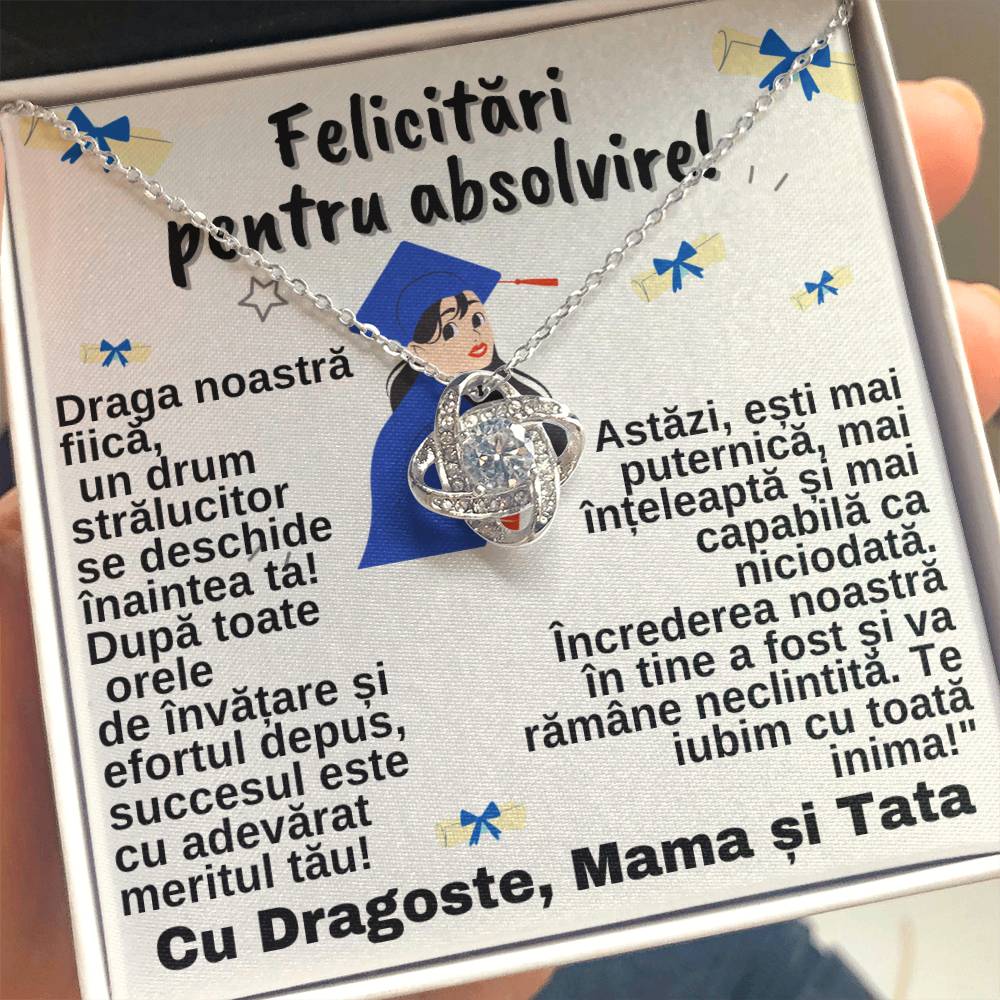 Felicitări
pentru absolvire!
Draga noastră
fiică,
un drum
strălucitor
se deschide
înaintea ta!
După toate
orele
de învățare și
efortul depus,
succesul este
cu adevărat
meritul tău!
Astăzi, ești mai
puternică, mai
înțeleaptă și mai
capabilă ca
niciodată.
Încrederea noastră
în tine a fost și va
rămâne neclintită. Te
iubim cu toată
inima!"
Cu Dragoste, Mama și Tata